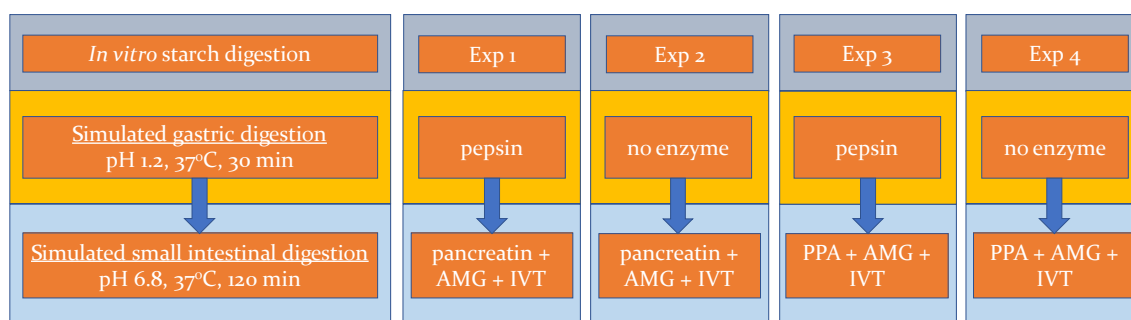 In vitro starch digestion
Exp 1
Exp 2
Exp 3
Exp 4
Simulated gastric digestion
pH 1.2, 37°C, 30 min
pepsin
no enzyme
pepsin
no enzyme
Simulated small intestinal digestion
pH 6.8, 37°C, 120 min
pancreatin +
AMG + IVT
pancreatin +
AMG + IVT
PPA + AMG +
IVT
PPA + AMG +
IVT